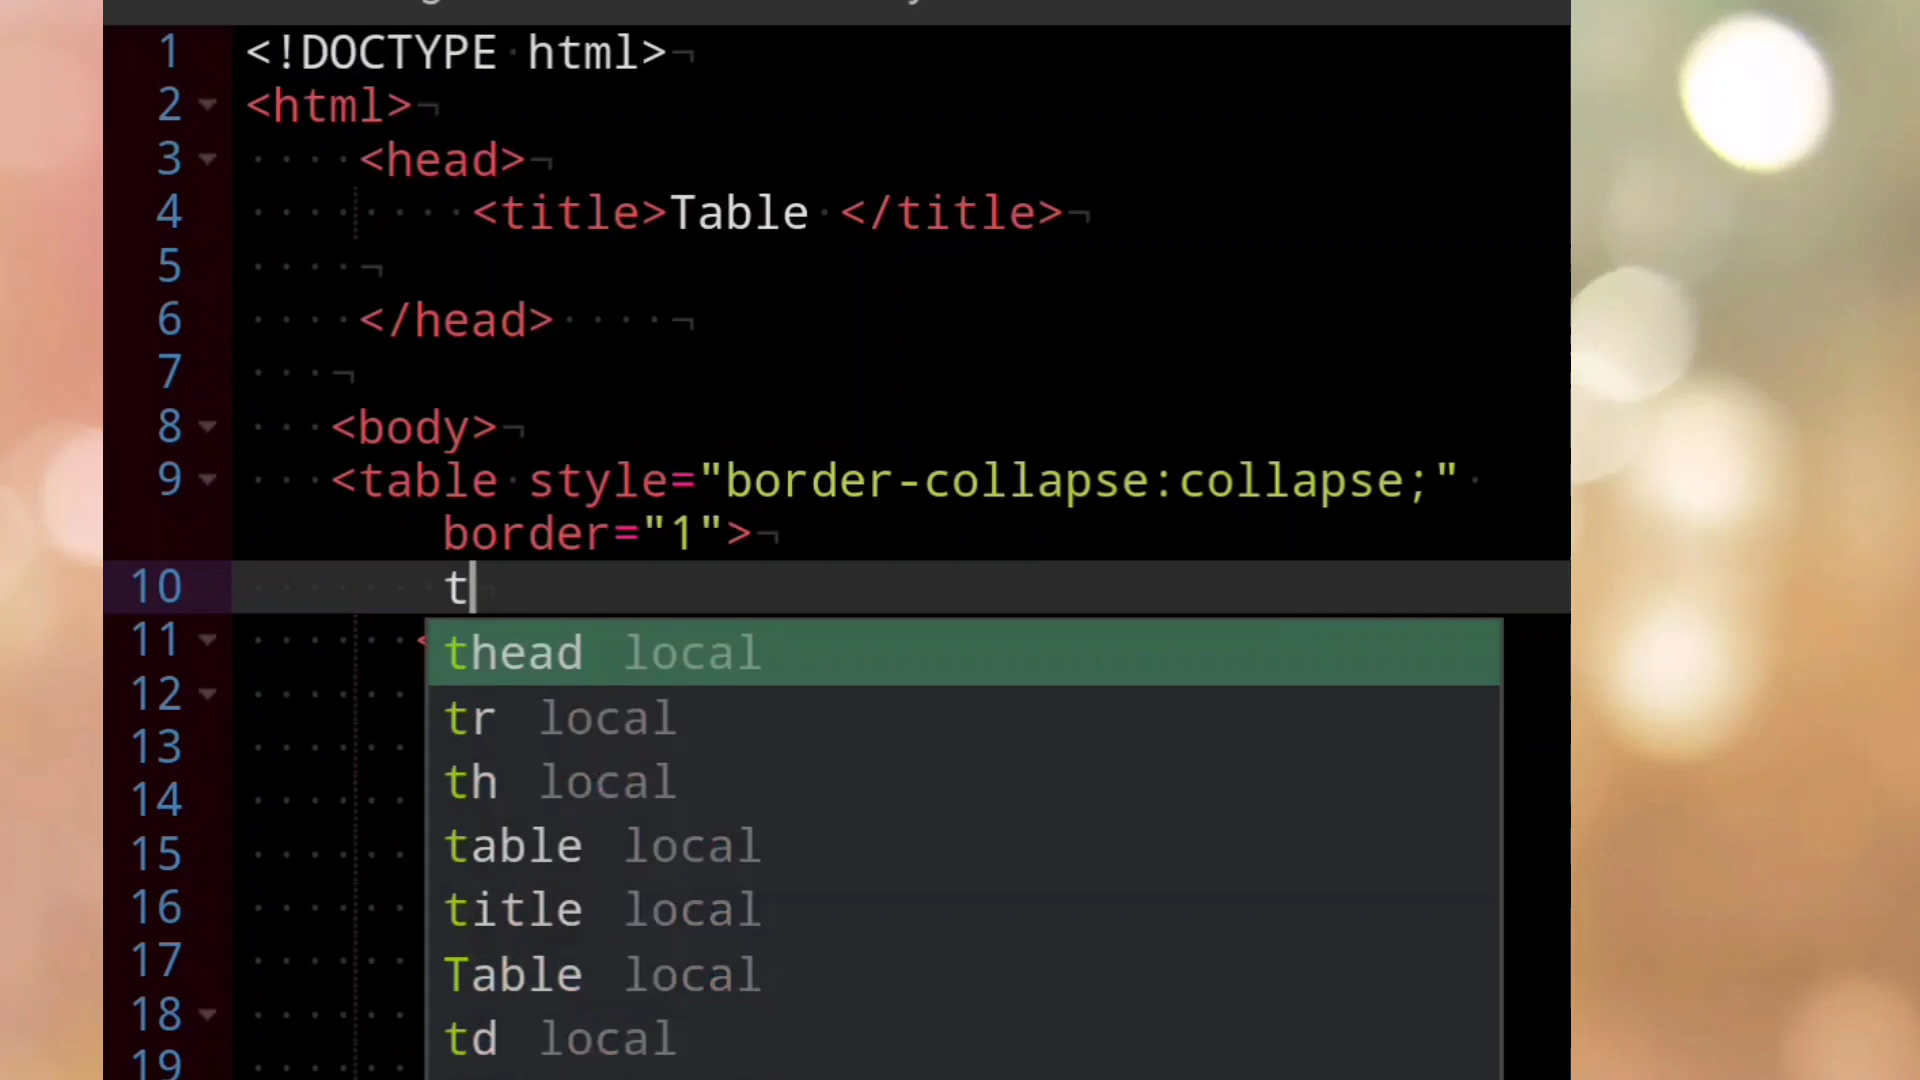 1 <!DOCTYPE html>
2 <html>
3 <head>
4 <title>Table </title>
5
6 </head>
7
8 <body>
9 <table style="border-collapse:collapse;"
border="1">
10 t
11 <
thead local
12
tr local
13
th local
14
15 table local
16 title local
17
Table local
18
td local
19